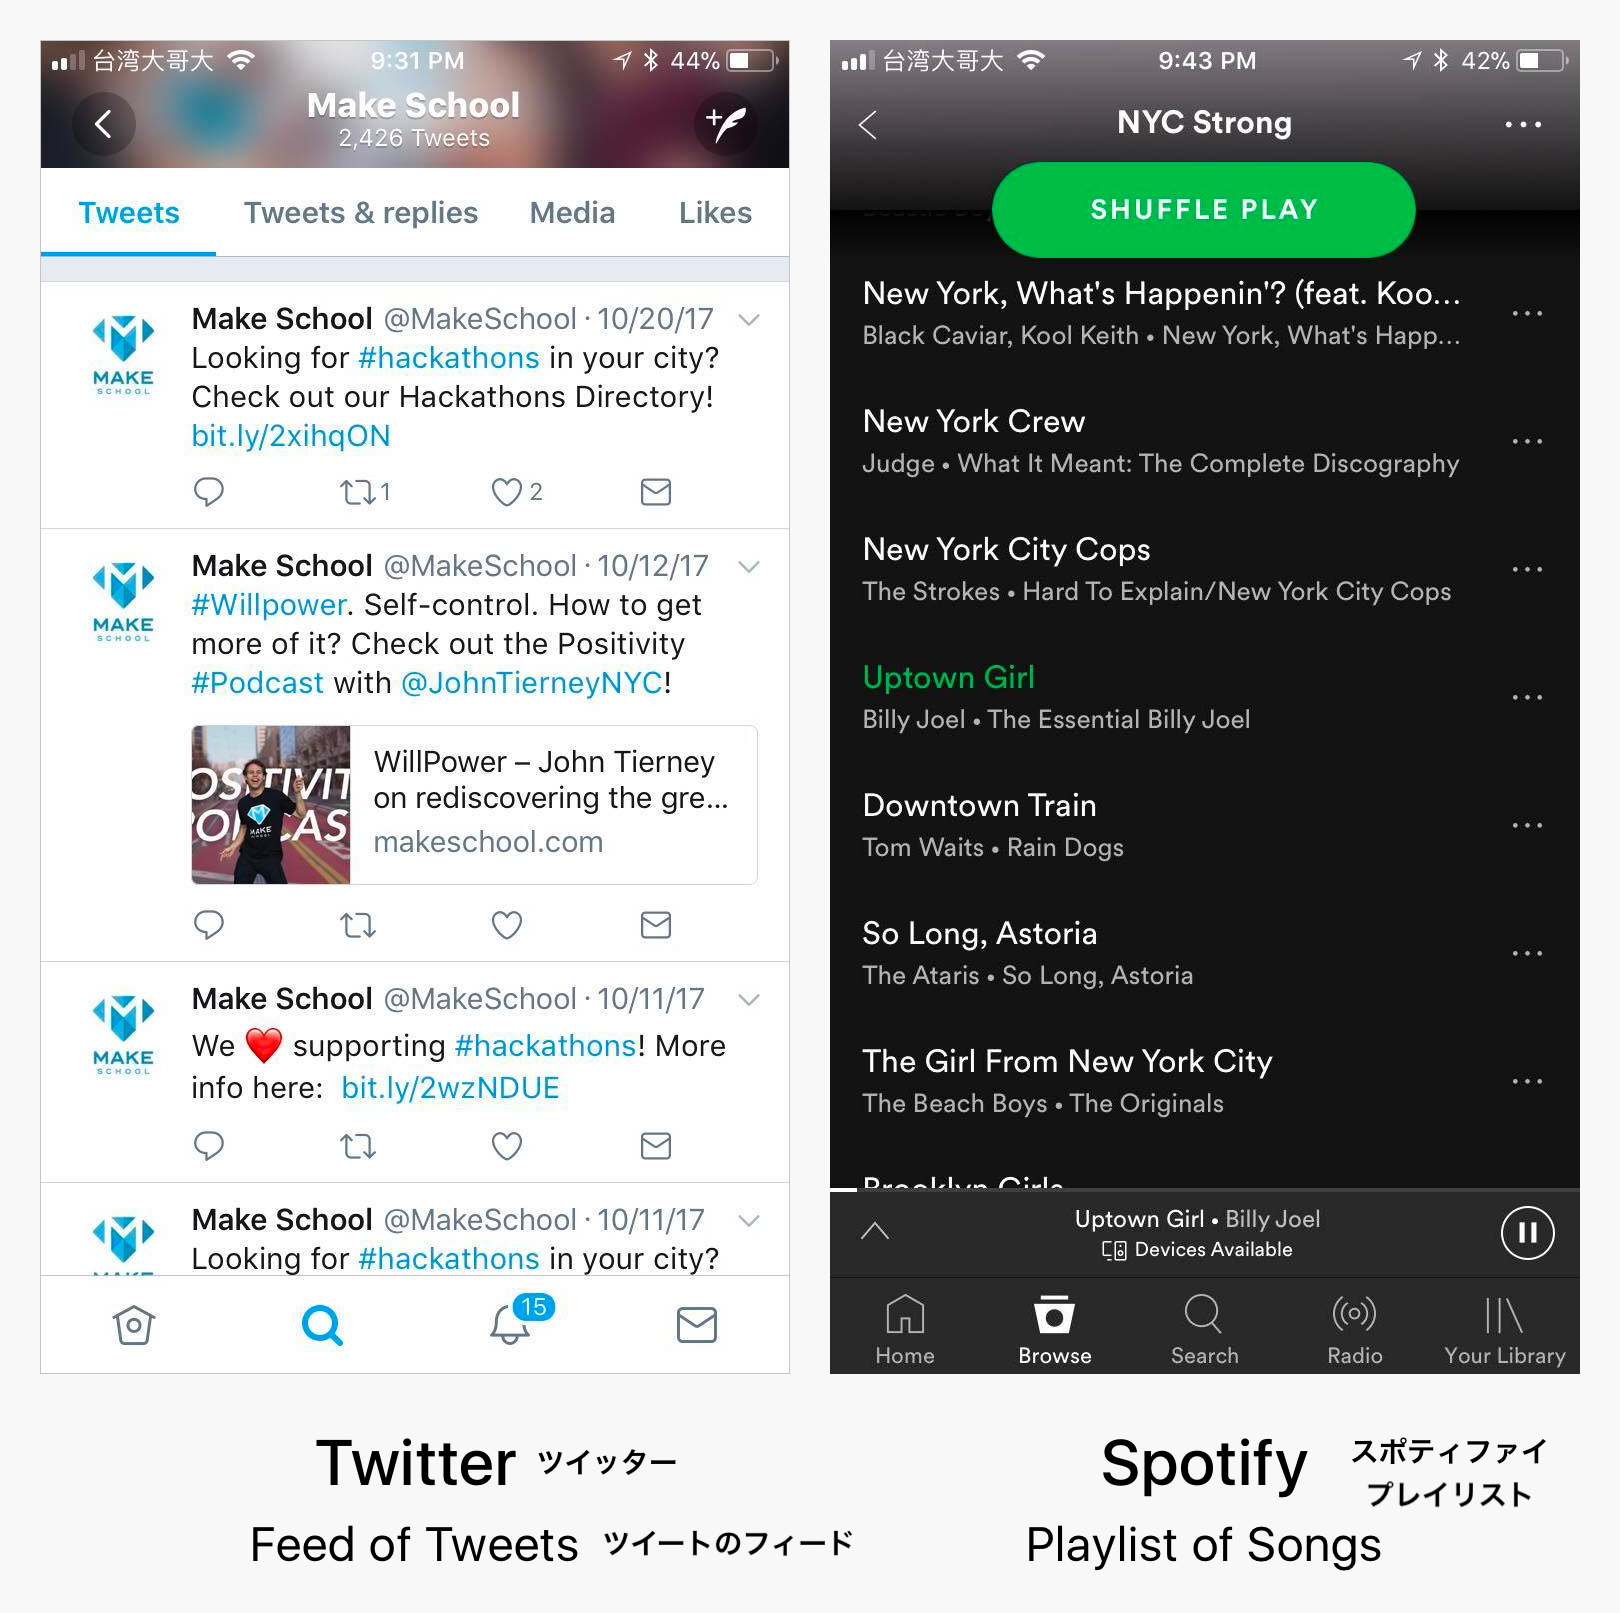 台湾大哥大
9:31 PM
44%
Make School
2,426 Tweets
Tweets
Tweets & replies
Media
Likes
MAKE
SCHOOL
Make School @MakeSchool · 10/20/17
Looking for #hackathons in your city?
Check out our Hackathons Directory!
bit.ly/2xihqON
1
2
MAKE
SCHOOL
Make School @MakeSchool · 10/12/17
#Willpower. Self-control. How to get
more of it? Check out the Positivity
#Podcast with @JohnTierneyNYC!
OSITIVIT
MAKE
WillPower – John Tierney
on rediscovering the gre...
makeschool.com
MAKE
SCHOOL
Make School @MakeSchool · 10/11/17
We ❤️ supporting #hackathons! More
info here: bit.ly/2wzNDUE
MAKE
Make School @MakeSchool · 10/11/17
Looking for #hackathons in your city?
15
台湾大哥大
9:43 PM
42%
NYC Strong
SHUFFLE PLAY
New York, What's Happenin'? (feat. Koo...
Black Caviar, Kool Keith • New York, What's Happ...
New York Crew
Judge • What It Meant: The Complete Discography
New York City Cops
The Strokes • Hard To Explain/New York City Cops
Uptown Girl
Billy Joel • The Essential Billy Joel
Downtown Train
Tom Waits • Rain Dogs
So Long, Astoria
The Ataris • So Long, Astoria
The Girl From New York City
The Beach Boys • The Originals
Brooklyn Girls
Uptown Girl • Billy Joel
Devices Available
Home
Browse
Search
Radio
Your Library
Twitter ツイッター
Feed of Tweets ツイートのフィード
Spotify スポティファイ
プレイリスト
Playlist of Songs